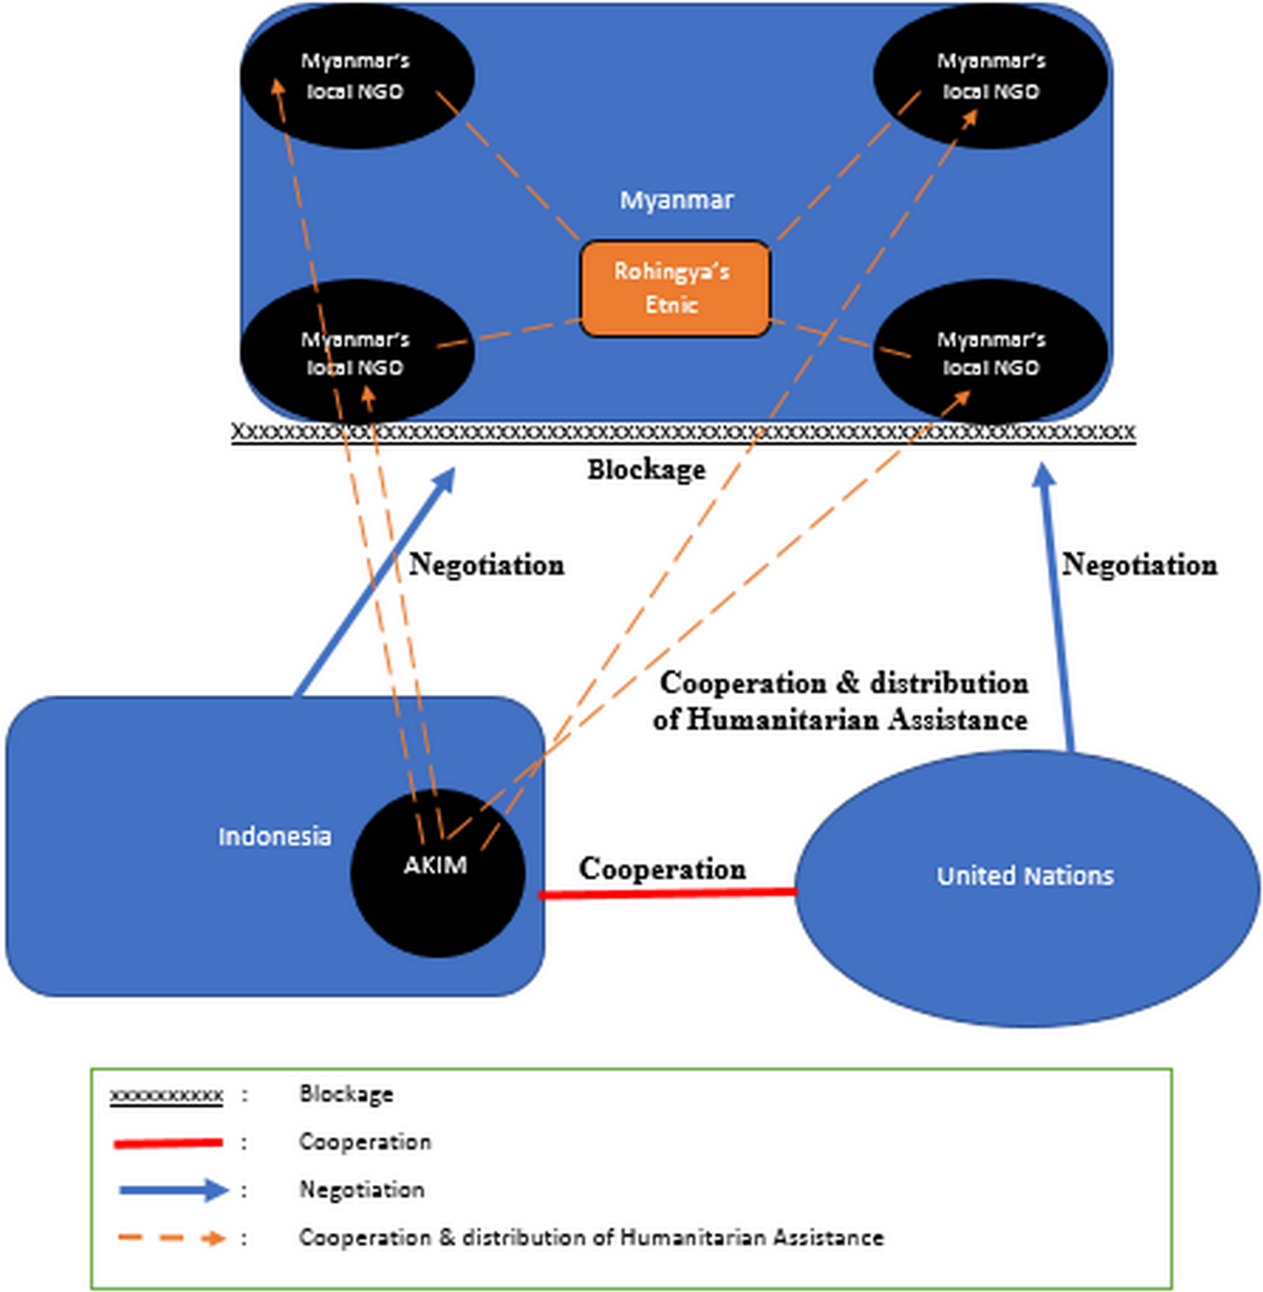 Myanmar's
local NGO
Myanmar's
local NGO
Myanmar
Rohingya's
Etnic
Myanmar's
local NGO
Myanmar's
local NGO
Blockage
Negotiation
Negotiation
Cooperation & distribution
of Humanitarian Assistance
Indonesia
AKIM
Cooperation
United Nations
xxxxxxxxxx : Blockage
: Cooperation
: Negotiation
: Cooperation & distribution of Humanitarian Assistance